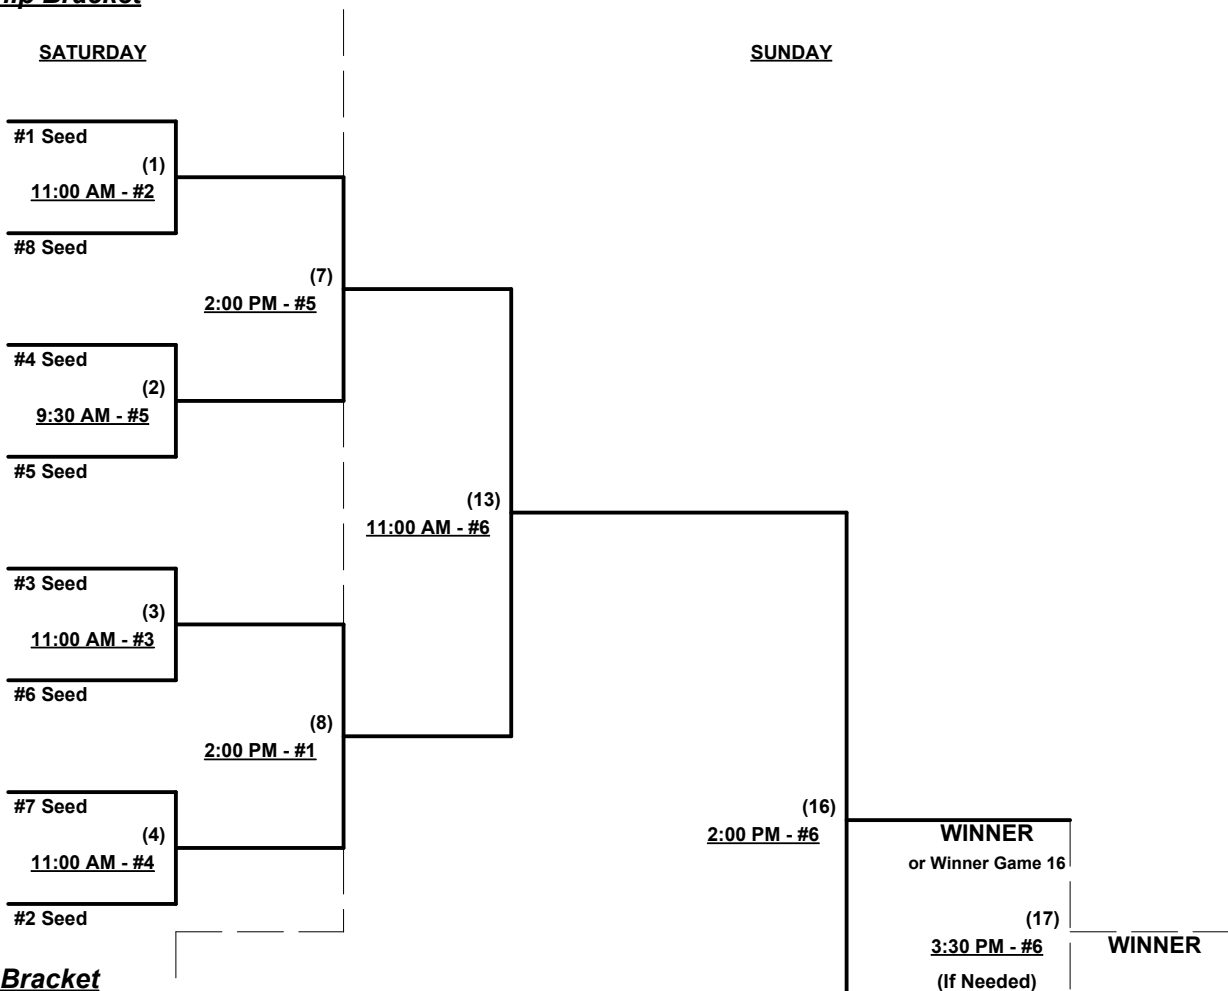 SATURDAY
SUNDAY
#1 Seed
(1)
11:00 AM - #2
#8 Seed
(7)
2:00 PM - #5
#4 Seed
(2)
9:30 AM - #5
#5 Seed
(13)
11:00 AM - #6
#3 Seed
(3)
11:00 AM - #3
#6 Seed
(8)
2:00 PM - #1
#7 Seed
(4)
11:00 AM - #4
#2 Seed
(16)
2:00 PM - #6
WINNER
or Winner Game 16
(17)
3:30 PM - #6
(If Needed)
WINNER
Bracket